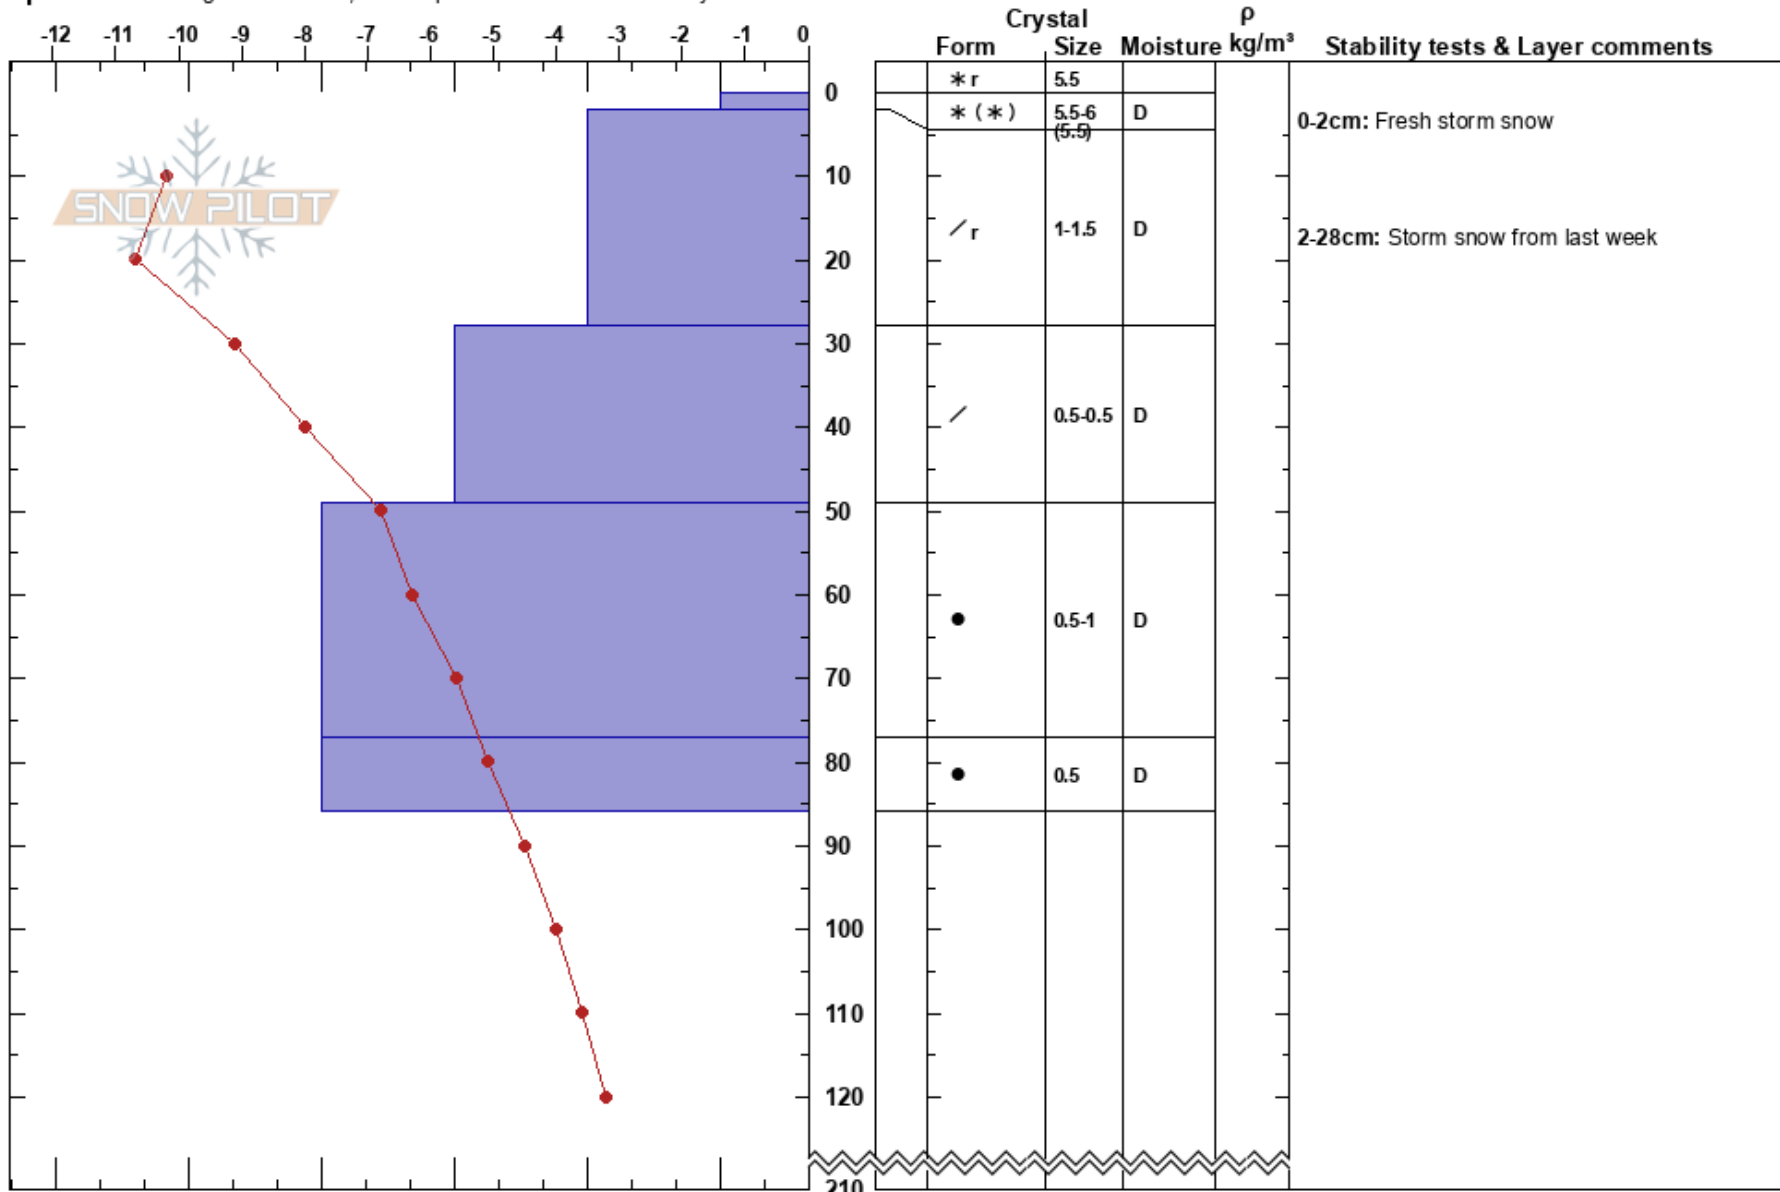 Crystal ρ
-12 -11 -10 -9 -8 -7 -6 -5 -4 -3 -2 -1 0 Form Size Moisture kg/m³ Stability tests & Layer comments
∗ r 5.5
0
∗ (∗) 5.5-6 D
(5.5)
0-2cm: Fresh storm snow
10
SNOW PILOT
╱ r 1-1.5 D
2-28cm: Storm snow from last week
20
30
╱ 0.5-0.5 D
40
50
60
● 0.5-1 D
70
80
● 0.5 D
90
100
110
120
210